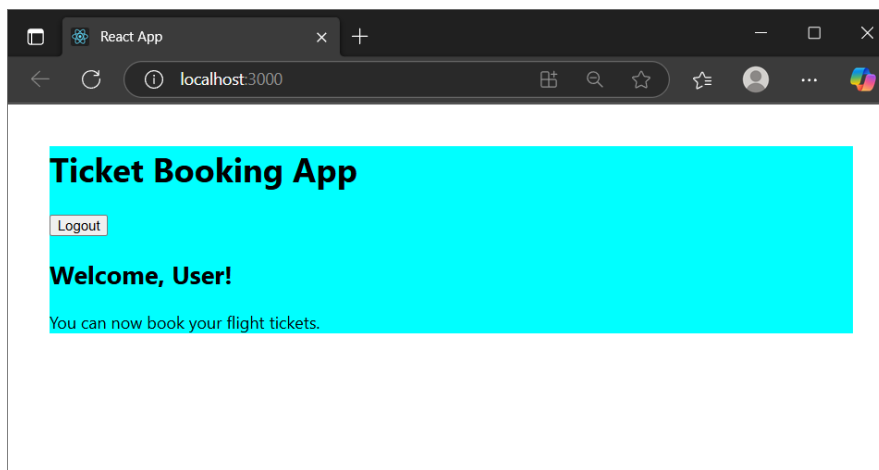 React App
localhost:3000
Ticket Booking App
Logout
Welcome, User!
You can now book your flight tickets.